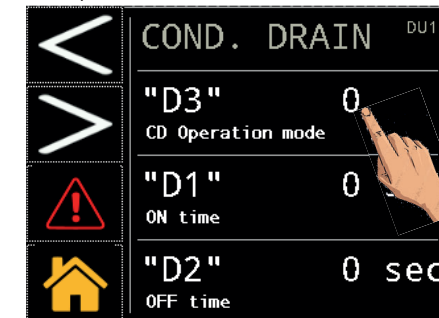 COND. DRAIN DU1
"D3" 0
CD Operation mode
"D1" 0
ON time
"D2" 0 sec
OFF time